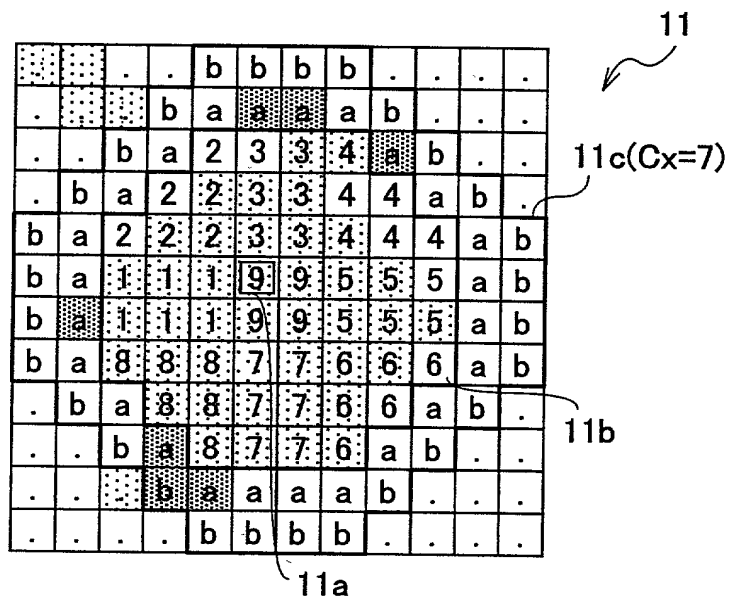 11
. . . . b b b b . . . .
. . . b a a a a b . . .
. . b a 2 3 3 4 a b . .
11c(Cx=7)
. b a 2 2 3 3 4 4 a b .
b a 2 2 2 3 3 4 4 4 a b
b a 1 1 1 9 9 5 5 5 a b
b a 1 1 1 9 9 5 5 5 a b
b a 8 8 8 7 7 6 6 6 a b
. b a 8 8 7 7 6 6 a b .
11b
. . b a 8 7 7 6 a b . .
. . . b a a a a b . . .
. . . . b b b b . . . .
11a